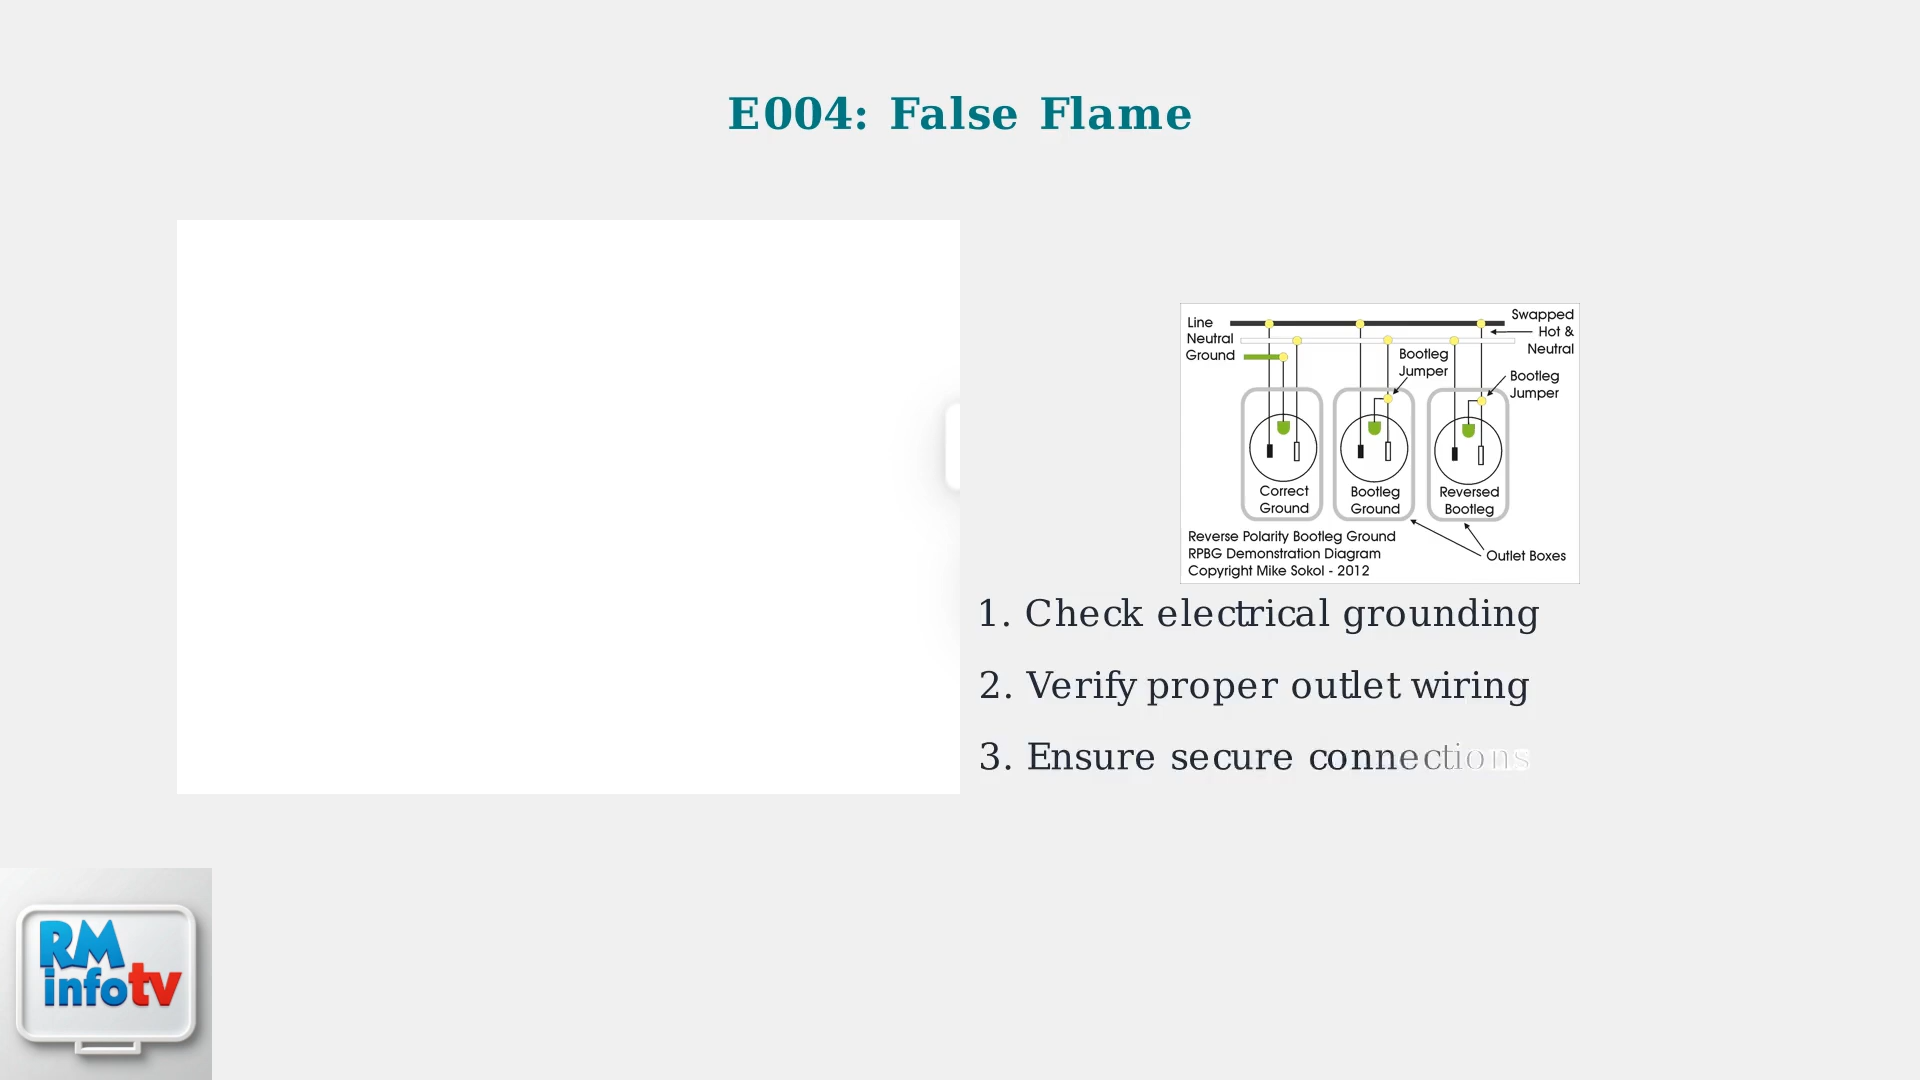 E004: False Flame
Line
Neutral
Ground
Swapped
Hot &
Neutral
Bootleg
Jumper
Bootleg
Jumper
Correct
Ground
Bootleg
Ground
Reversed
Bootleg
Reverse Polarity Bootleg Ground
RPBG Demonstration Diagram
Copyright Mike Sokol - 2012
Outlet Boxes
1. Check electrical grounding
2. Verify proper outlet wiring
3. Ensure secure connections
RM
infotv